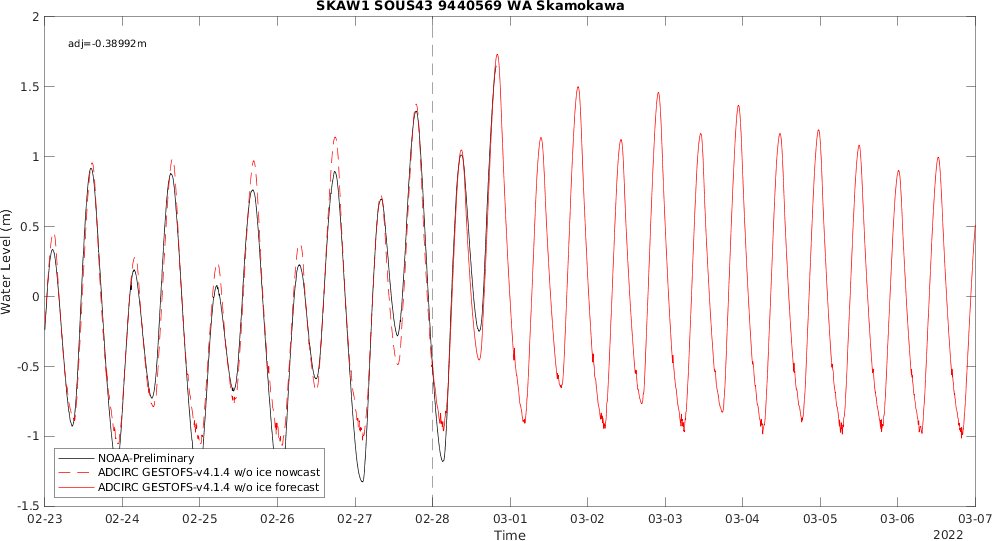 SKAW1 SOUS43 9440569 WA Skamokawa
adj=-0.38992m
2
1.5
1
0.5
0
-0.5
-1
-1.5
Water Level (m)
NOAA-Preliminary
ADCIRC GESTOFS-v4.1.4 w/o ice nowcast
ADCIRC GESTOFS-v4.1.4 w/o ice forecast
02-23 02-24 02-25 02-26 02-27 02-28 03-01 03-02 03-03 03-04 03-05 03-06 03-07
Time
2022